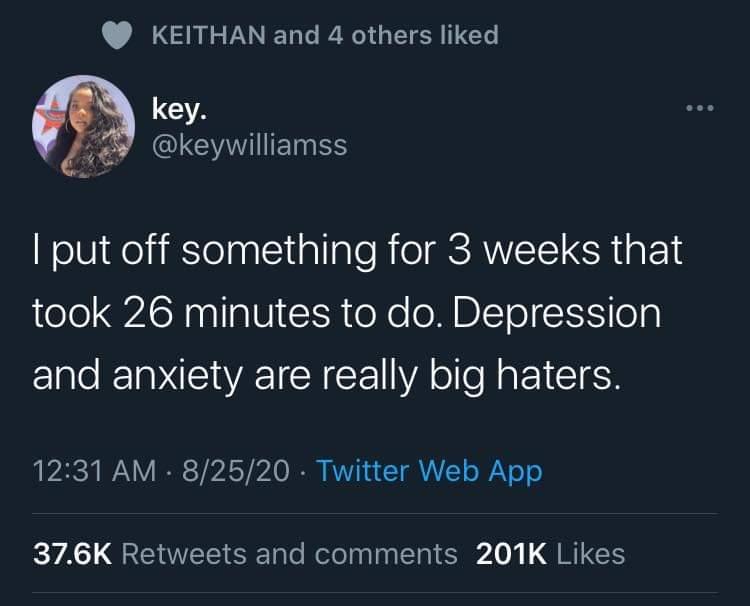 KEITHAN and 4 others liked
key.
@keywilliamss
I put off something for 3 weeks that
took 26 minutes to do. Depression
and anxiety are really big haters.
12:31 AM · 8/25/20 · Twitter Web App
37.6K Retweets and comments 201K Likes